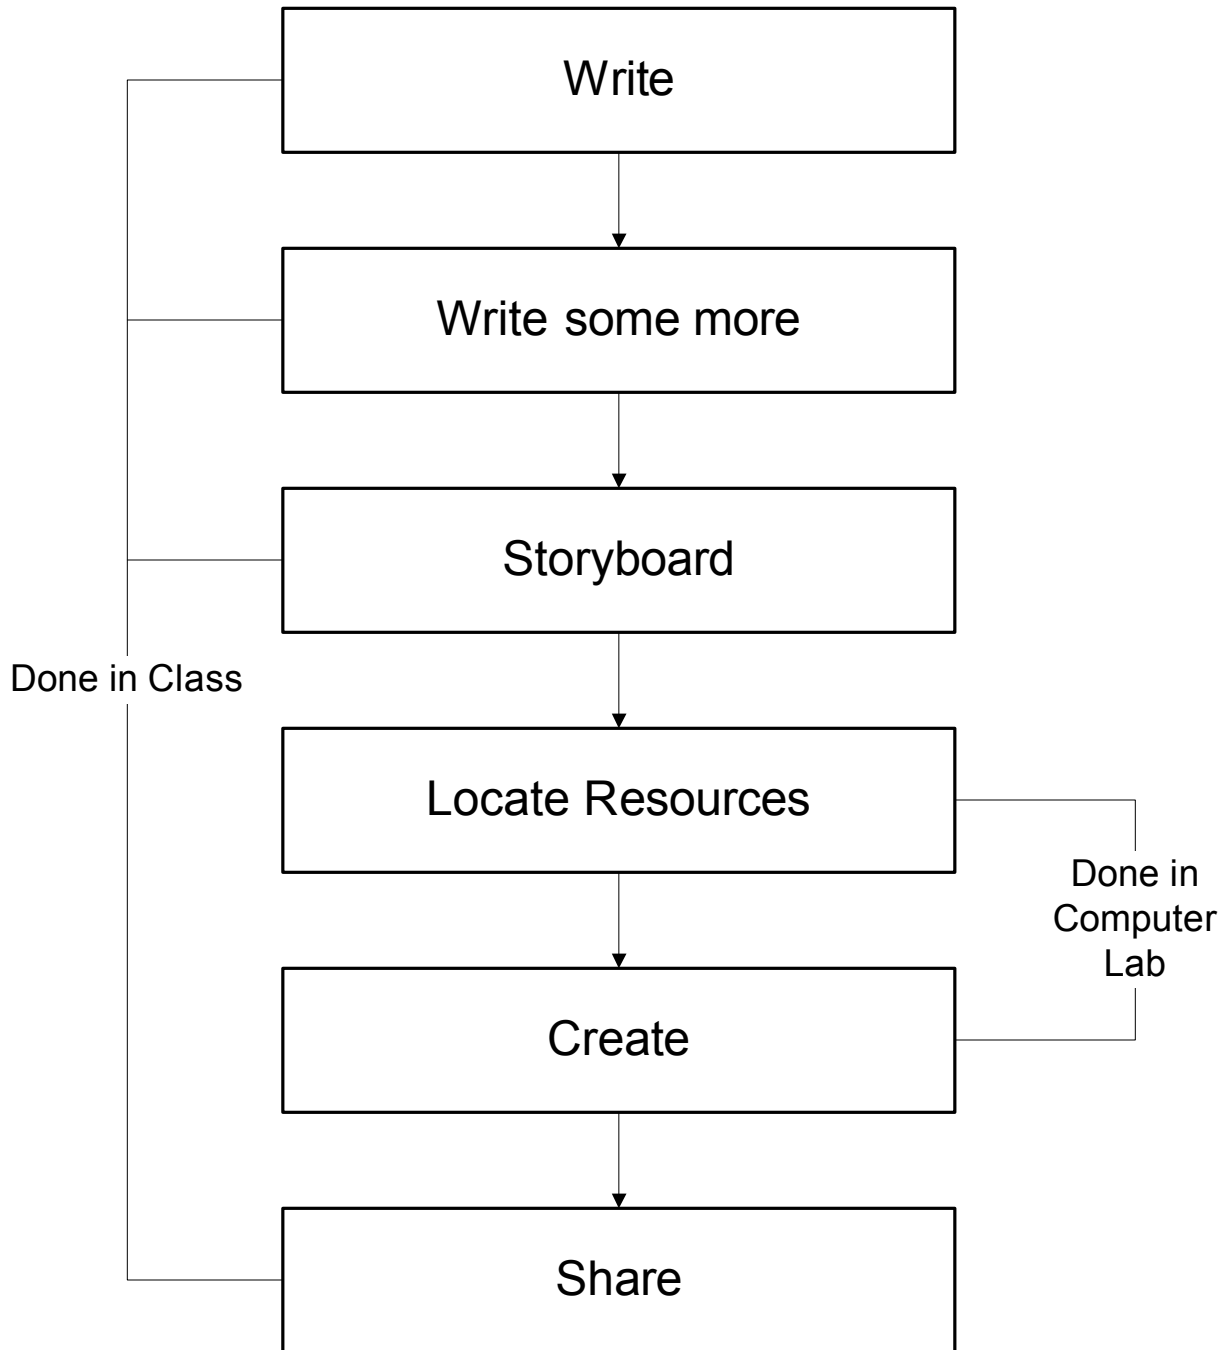 Write
Write some more
Storyboard
Done in Class
Locate Resources
Done in
Computer
Lab
Create
Share